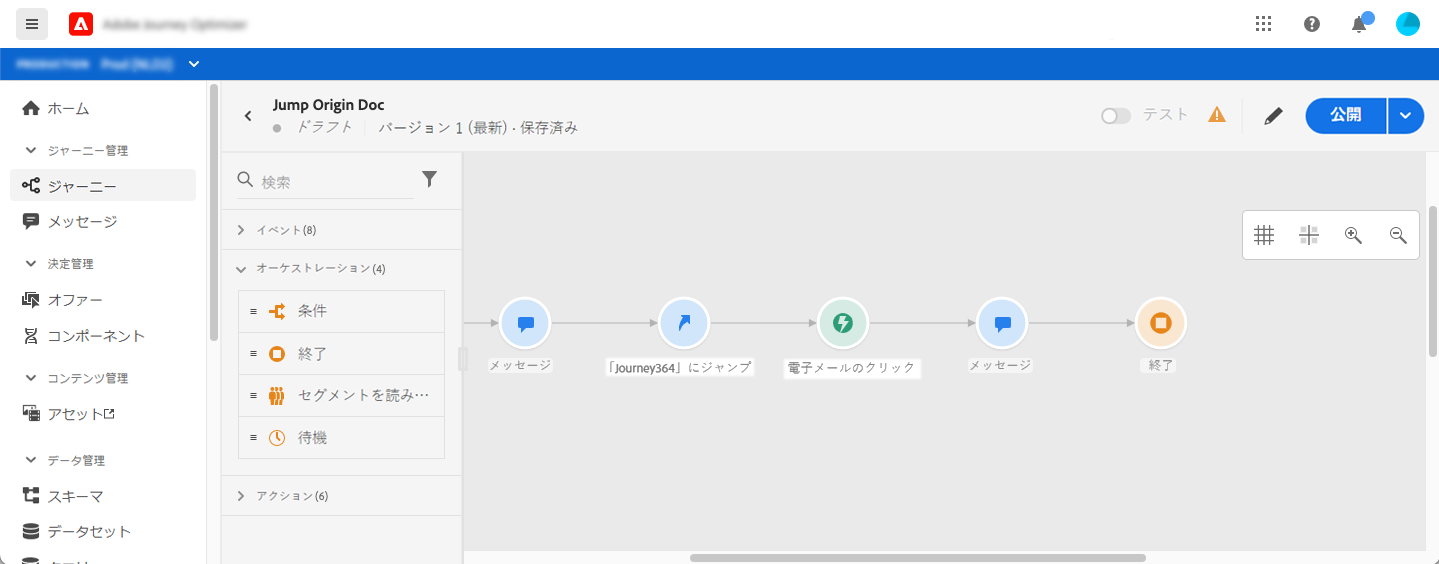 ホーム
ジャーニー管理
ジャーニー
メッセージ
決定管理
オファー
コンポーネント
コンテンツ管理
アセット
データ管理
スキーマ
データセット
Jump Origin Doc
ドラフト
バージョン 1 (最新) · 保存済み
テスト
公開
検索
イベント(8)
オーケストレーション(4)
条件
終了
セグメントを読み…
待機
アクション(6)
メッセージ
「Journey364」にジャンプ
電子メールのクリック
メッセージ
終了